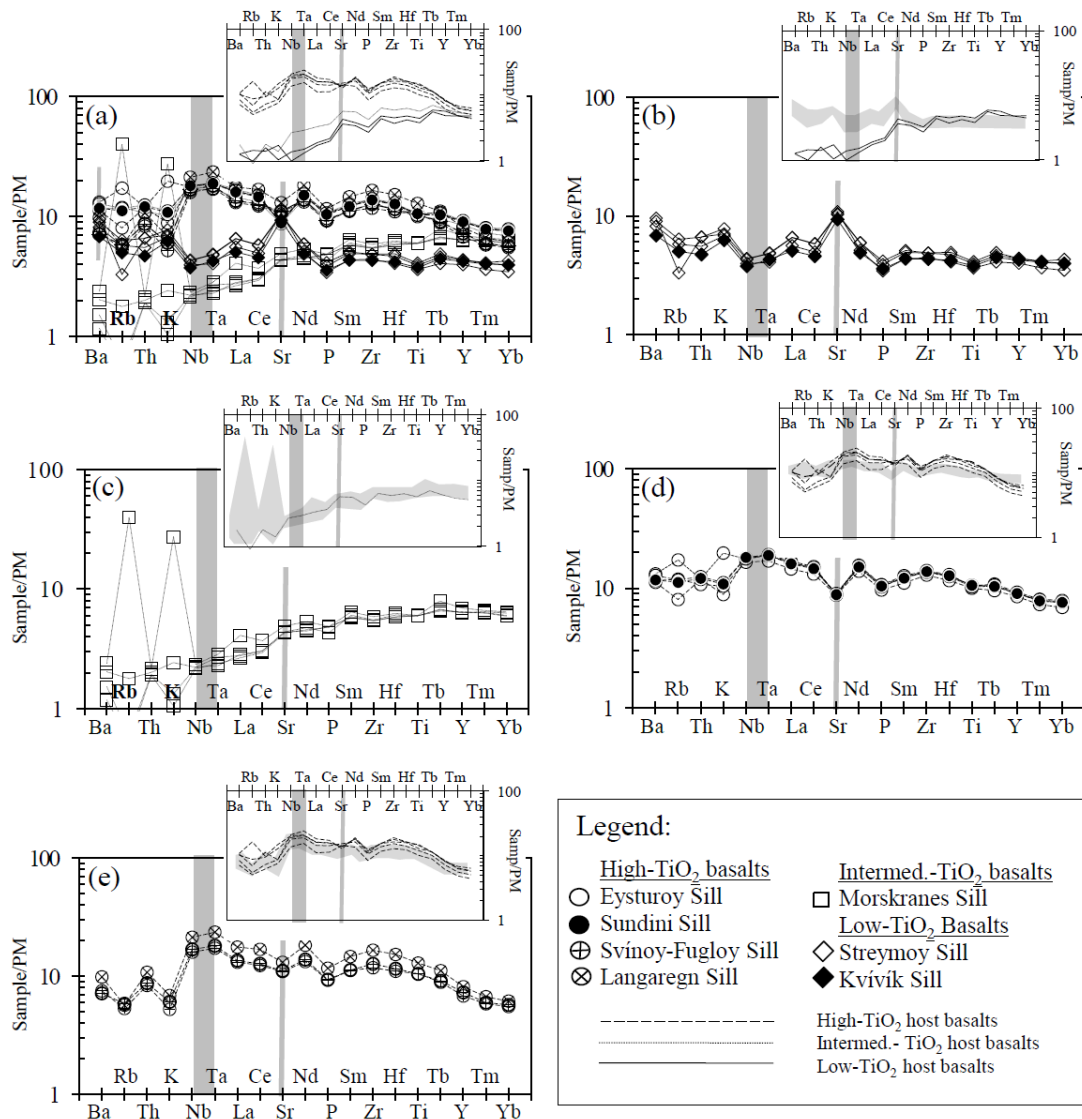 Rb K Ta Ce Nd Sm Hf Tb Tm
Ba Th Nb La Sr P Zr Ti Y Yb
100
Samp/PM
1
(a)
100
10
1
Sample/PM
Rb K Ta Ce Nd Sm Hf Tb Tm
Ba Th Nb La Sr P Zr Ti Y Yb
Rb K Ta Ce Nd Sm Hf Tb Tm
Ba Th Nb La Sr P Zr Ti Y Yb
100
Samp/PM
1
(b)
100
10
1
Sample/PM
Rb K Ta Ce Nd Sm Hf Tb Tm
Ba Th Nb La Sr P Zr Ti Y Yb
Rb K Ta Ce Nd Sm Hf Tb Tm
Ba Th Nb La Sr P Zr Ti Y Yb
100
Samp/PM
1
(c)
100
10
1
Sample/PM
Rb K Ta Ce Sm Hf Tb Tm
Ba Th Nb La Sr Nd P Zr Ti Y Yb
Rb K Ta Ce Nd Sm Hf Tb Tm
Ba Th Nb La Sr P Zr Ti Y Yb
100
Samp/PM
1
(d)
100
10
1
Sample/PM
Rb K Ta Ce Nd Sm Hf Tb Tm
Ba Th Nb La Sr P Zr Ti Y Yb
Rb K Ta Ce Nd Sm Hf Tb Tm
Ba Th Nb La Sr P Zr Ti Y Yb
100
Samp/PM
1
(e)
100
10
1
Sample/PM
Rb K Ta Ce Nd Sm Hf Tb Tm
Ba Th Nb La Sr P Zr Ti Y Yb
Legend:
High-TiO2 basalts
Eysturoy Sill
Sundini Sill
Svínoy-Fugloy Sill
Langaregn Sill
Intermed.-TiO2 basalts
Morskranes Sill
Low-TiO2 Basalts
Streymoy Sill
Kvívík Sill
High-TiO2 host basalts
Intermed.- TiO2 host basalts
Low-TiO2 host basalts